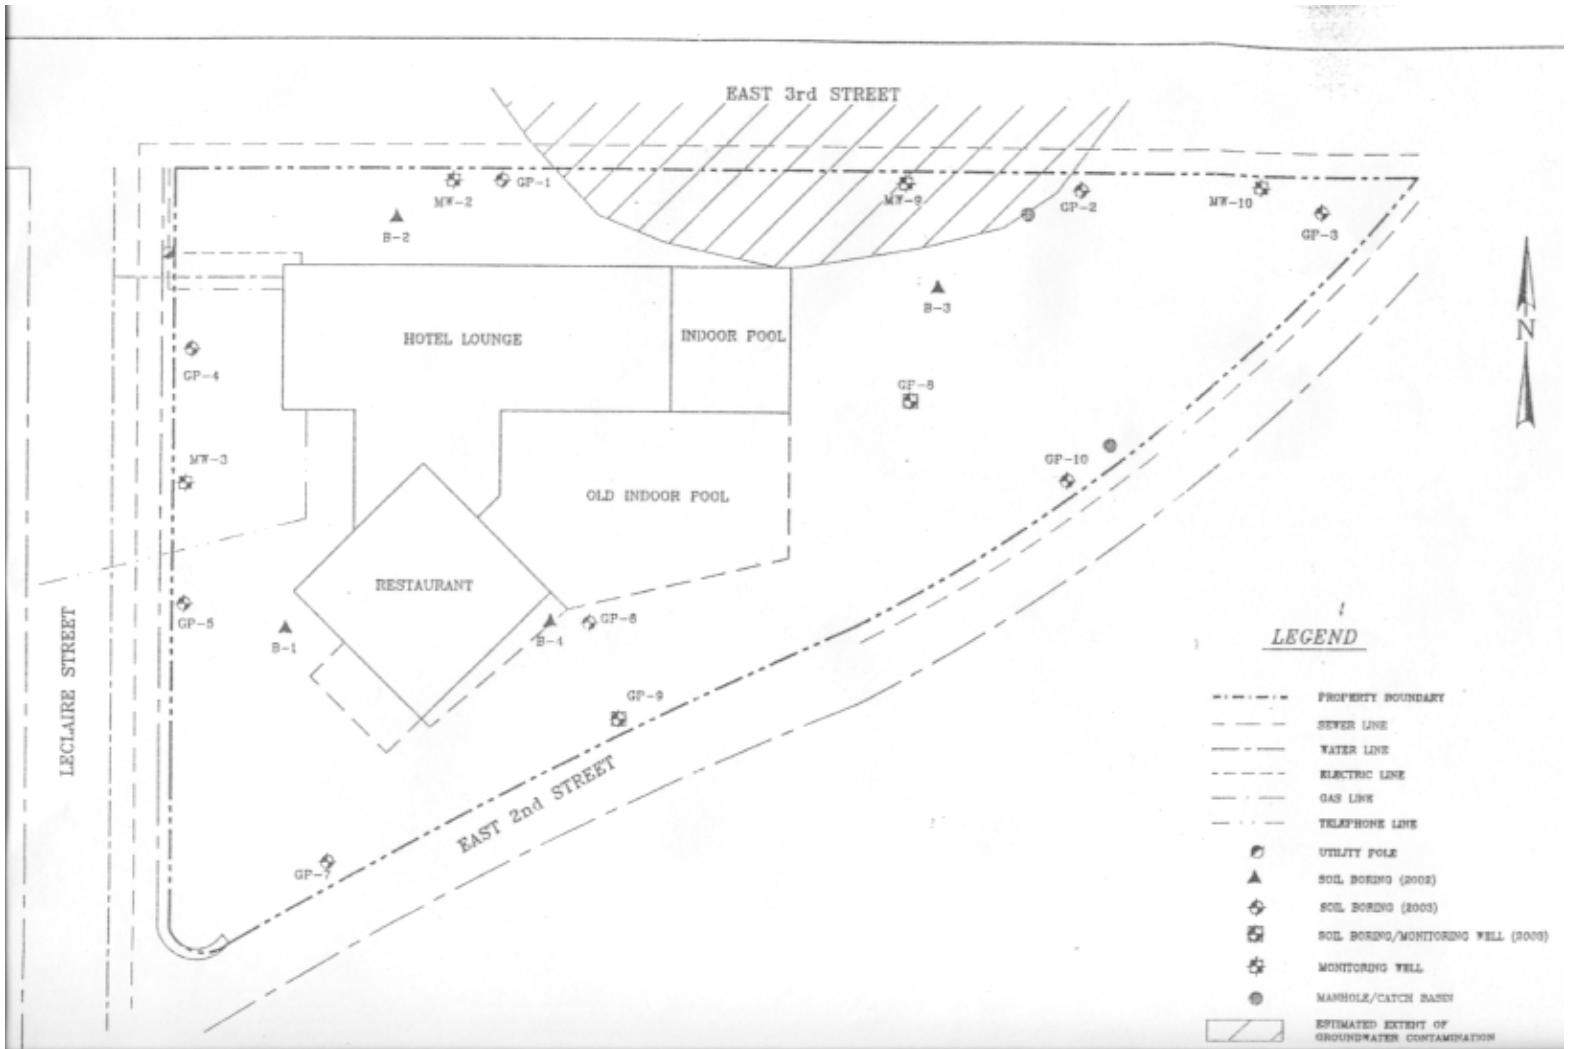 EAST 3rd STREET
GP-1
MW-2
MW-9
GP-2
MW-10
GP-3
B-2
B-3
N
HOTEL LOUNGE
INDOOR POOL
GP-4
GP-8
MW-3
GP-10
OLD INDOOR POOL
RESTAURANT
GP-5
B-1
B-4
GP-6
LECLAIRE STREET
GP-9
EAST 2nd STREET
GP-7
LEGEND
PROPERTY BOUNDARY
SEWER LINE
WATER LINE
ELECTRIC LINE
GAS LINE
TELEPHONE LINE
UTILITY POLE
SOIL BORING (2002)
SOIL BORING (2003)
SOIL BORING/MONITORING WELL (2003)
MONITORING WELL
MANHOLE/CATCH BASIN
ESTIMATED EXTENT OF
GROUNDWATER CONTAMINATION